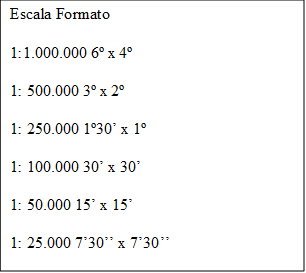 Escala Formato
1:1.000.000 6º x 4º
1: 500.000 3º x 2º
1: 250.000 1º30’ x 1º
1: 100.000 30’ x 30’
1: 50.000 15’ x 15’
1: 25.000 7’30’’ x 7’30’’